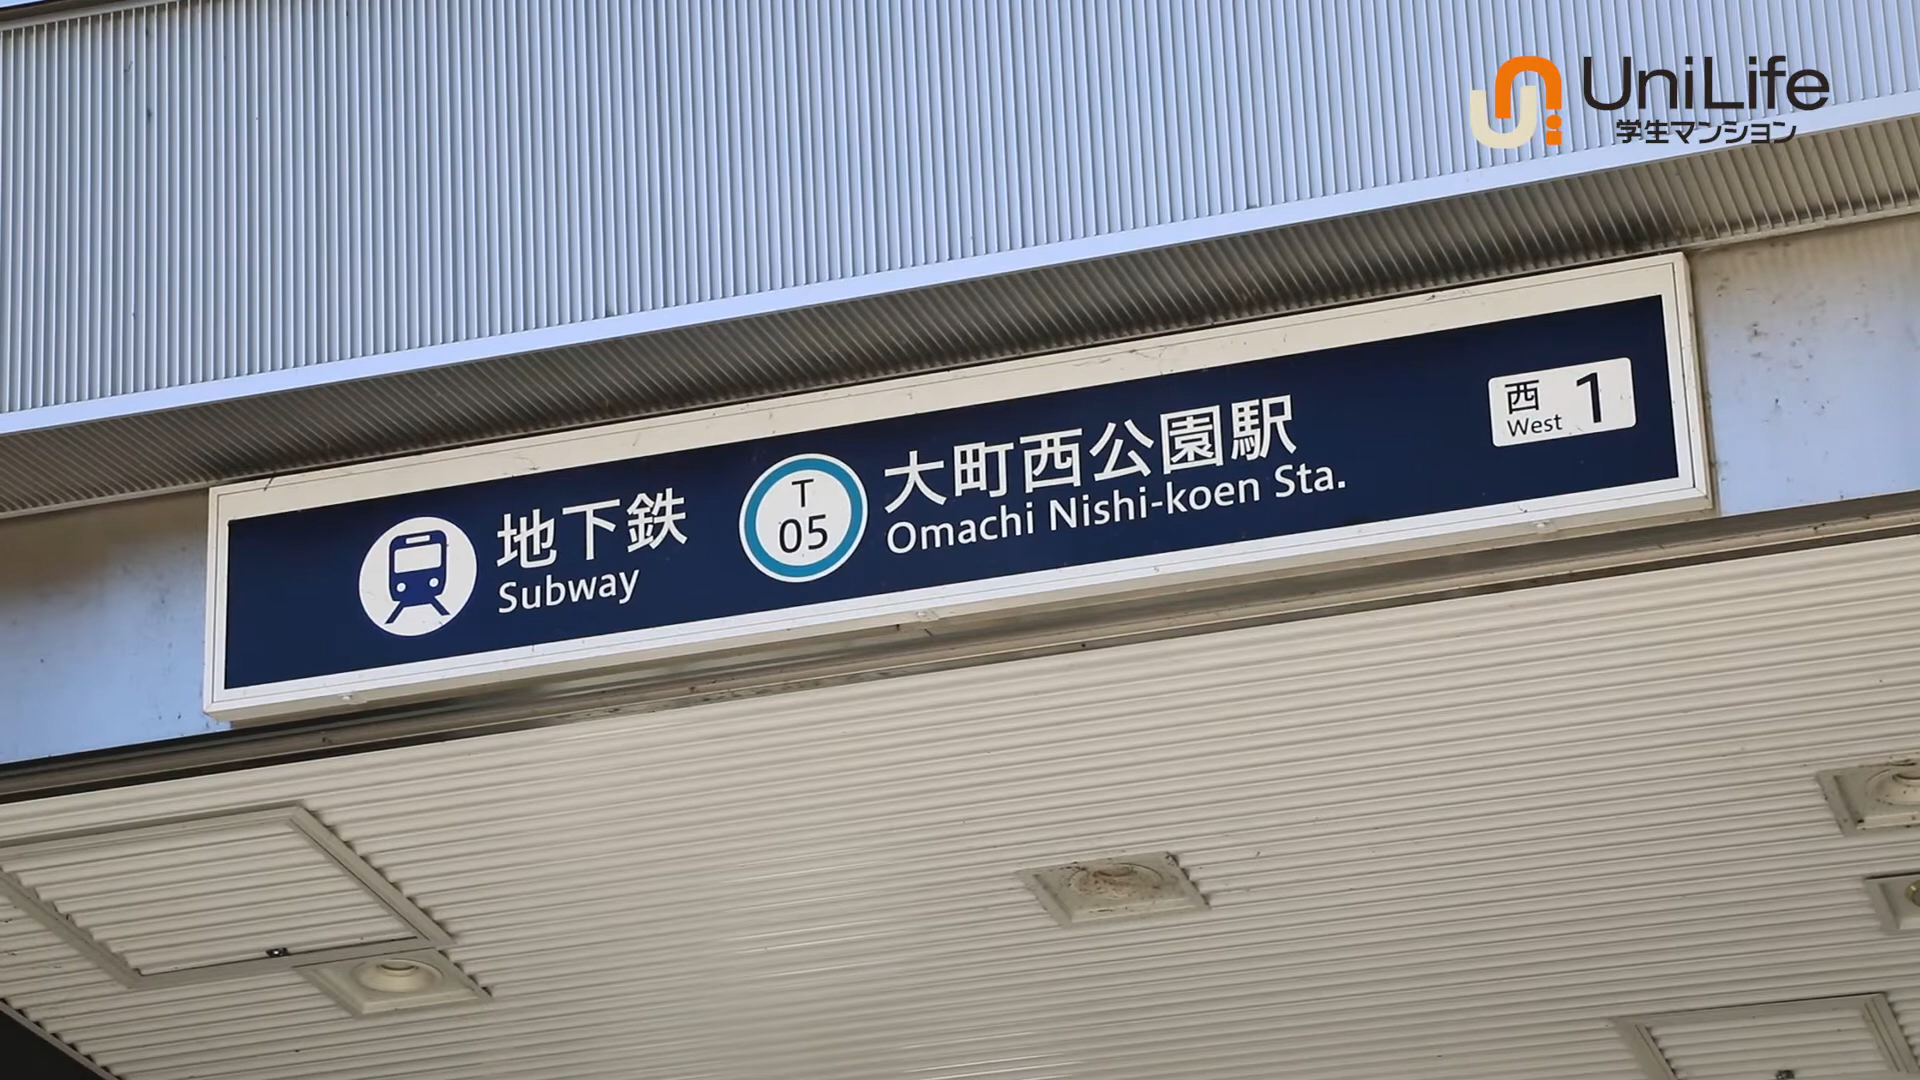 UniLife
学生マンション
地下鉄
Subway
T
05
大町西公園駅
Omachi Nishi-koen Sta.
西 1
West